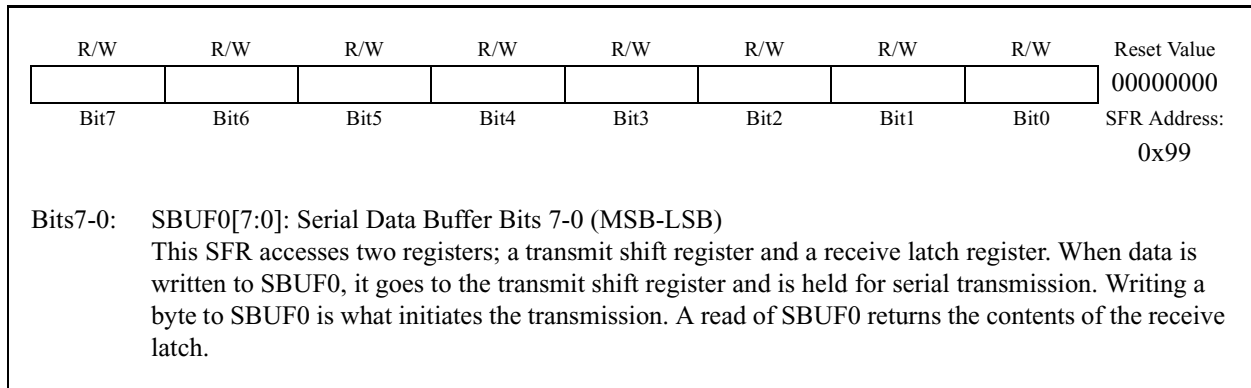 R/W R/W R/W R/W R/W R/W R/W R/W Reset Value
00000000
Bit7 Bit6 Bit5 Bit4 Bit3 Bit2 Bit1 Bit0 SFR Address:
0x99
Bits7-0: SBUF0[7:0]: Serial Data Buffer Bits 7-0 (MSB-LSB)
This SFR accesses two registers; a transmit shift register and a receive latch register. When data is
written to SBUF0, it goes to the transmit shift register and is held for serial transmission. Writing a
byte to SBUF0 is what initiates the transmission. A read of SBUF0 returns the contents of the receive
latch.